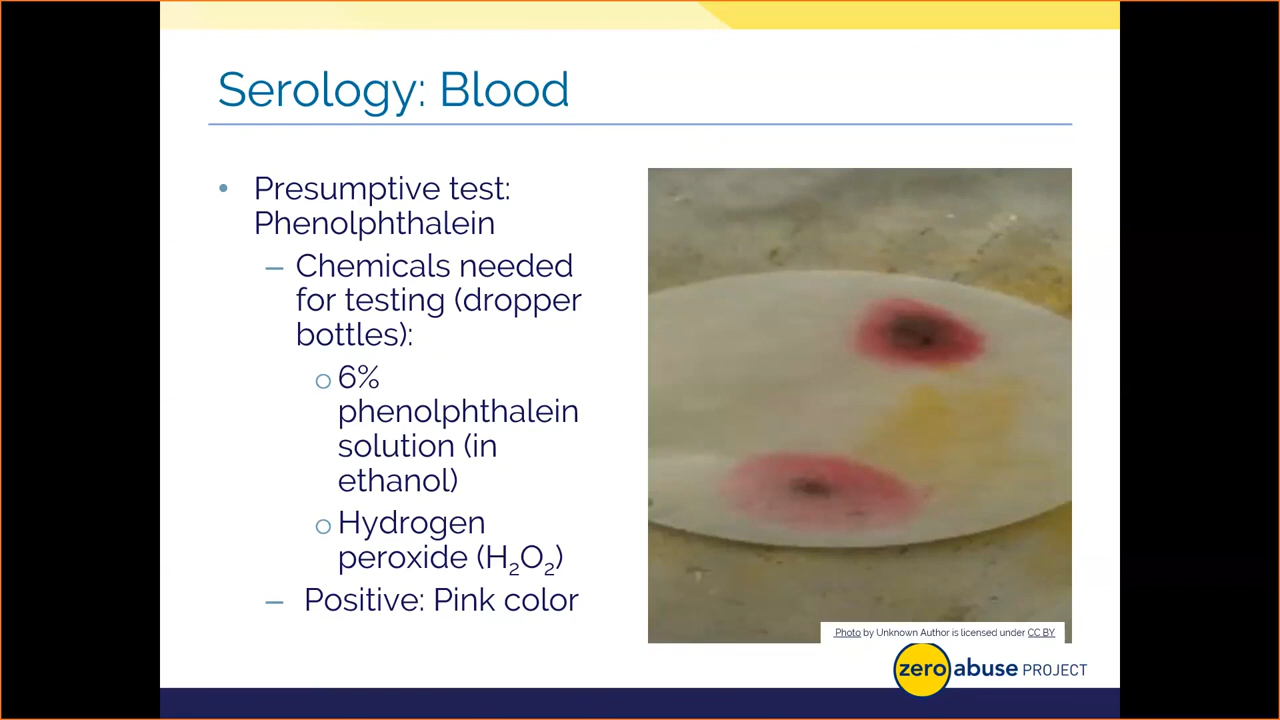 Serology: Blood
• Presumptive test:
Phenolphthalein
– Chemicals needed
for testing (dropper
bottles):
○ 6%
phenolphthalein
solution (in
ethanol)
○ Hydrogen
peroxide (H₂O₂)
– Positive: Pink color
Photo by Unknown Author is licensed under CC BY
zero abuse PROJECT